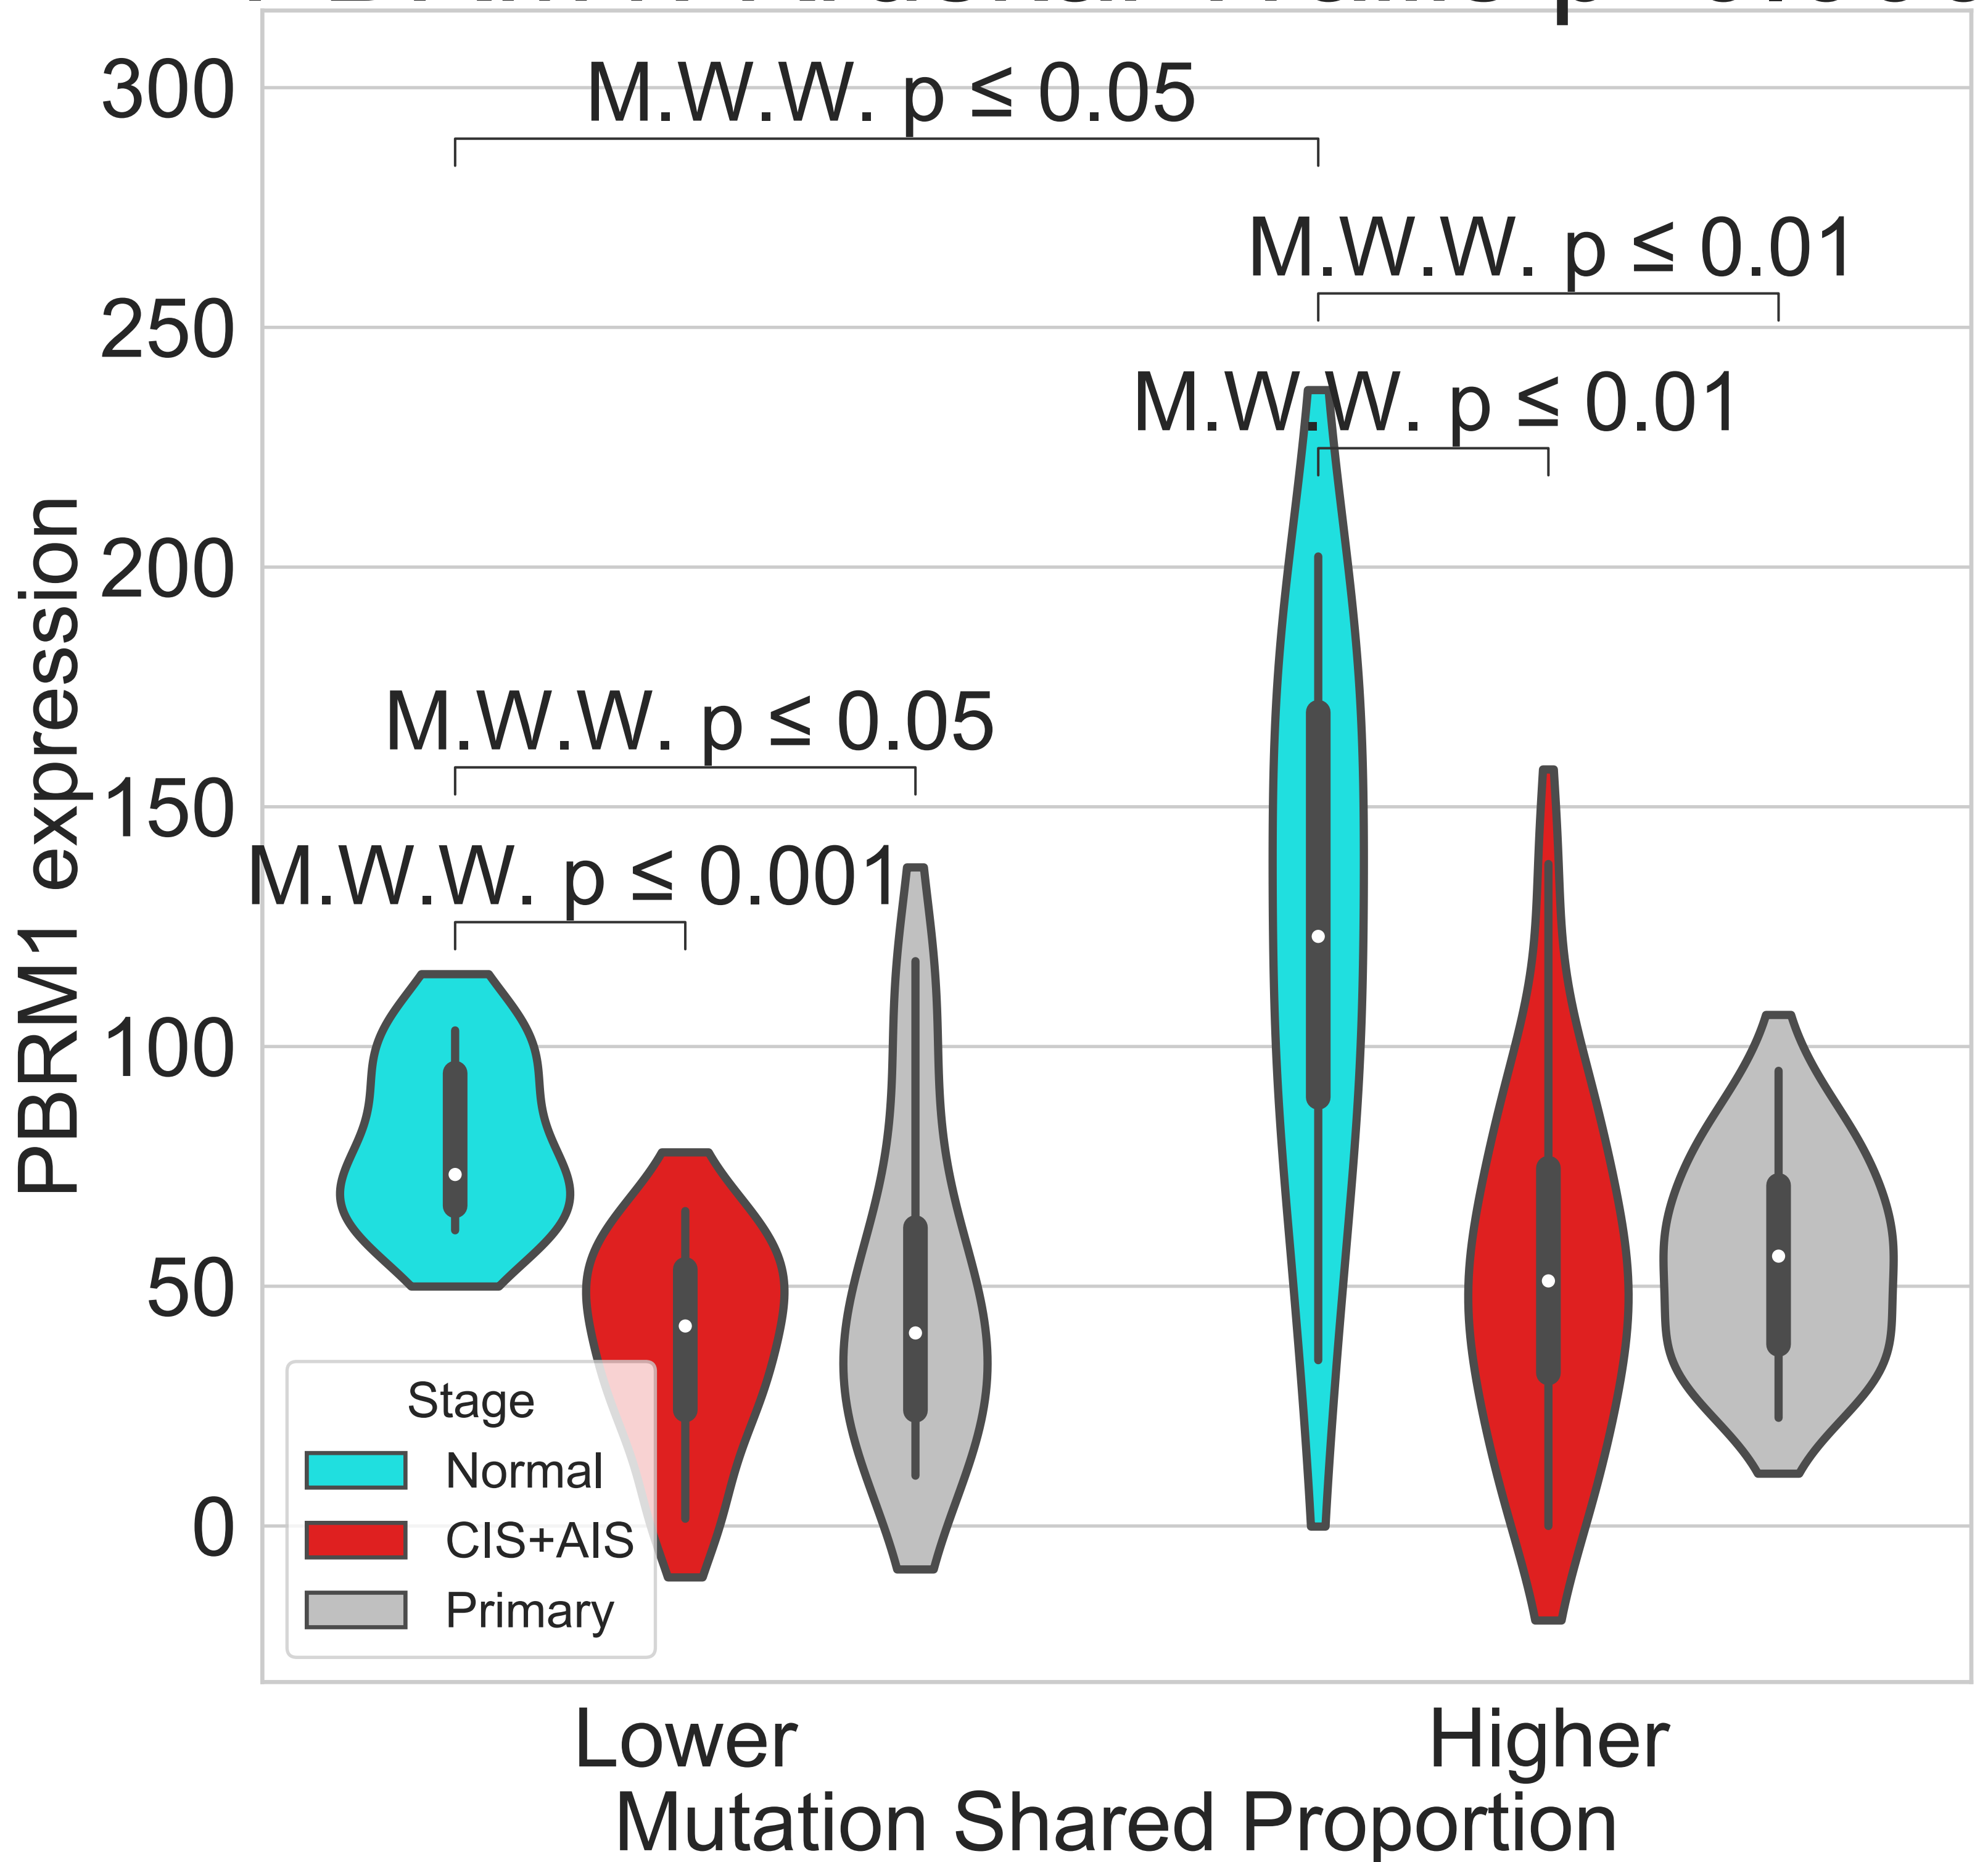 300
M.W.W. p ≤ 0.05
M.W.W. p ≤ 0.01
250
M.W.W. p ≤ 0.01
200
PBRM1 expression
M.W.W. p ≤ 0.05
150
M.W.W. p ≤ 0.001
100
50
0
Stage
Normal
CIS+AIS
Primary
Lower
Higher
Mutation Shared Proportion